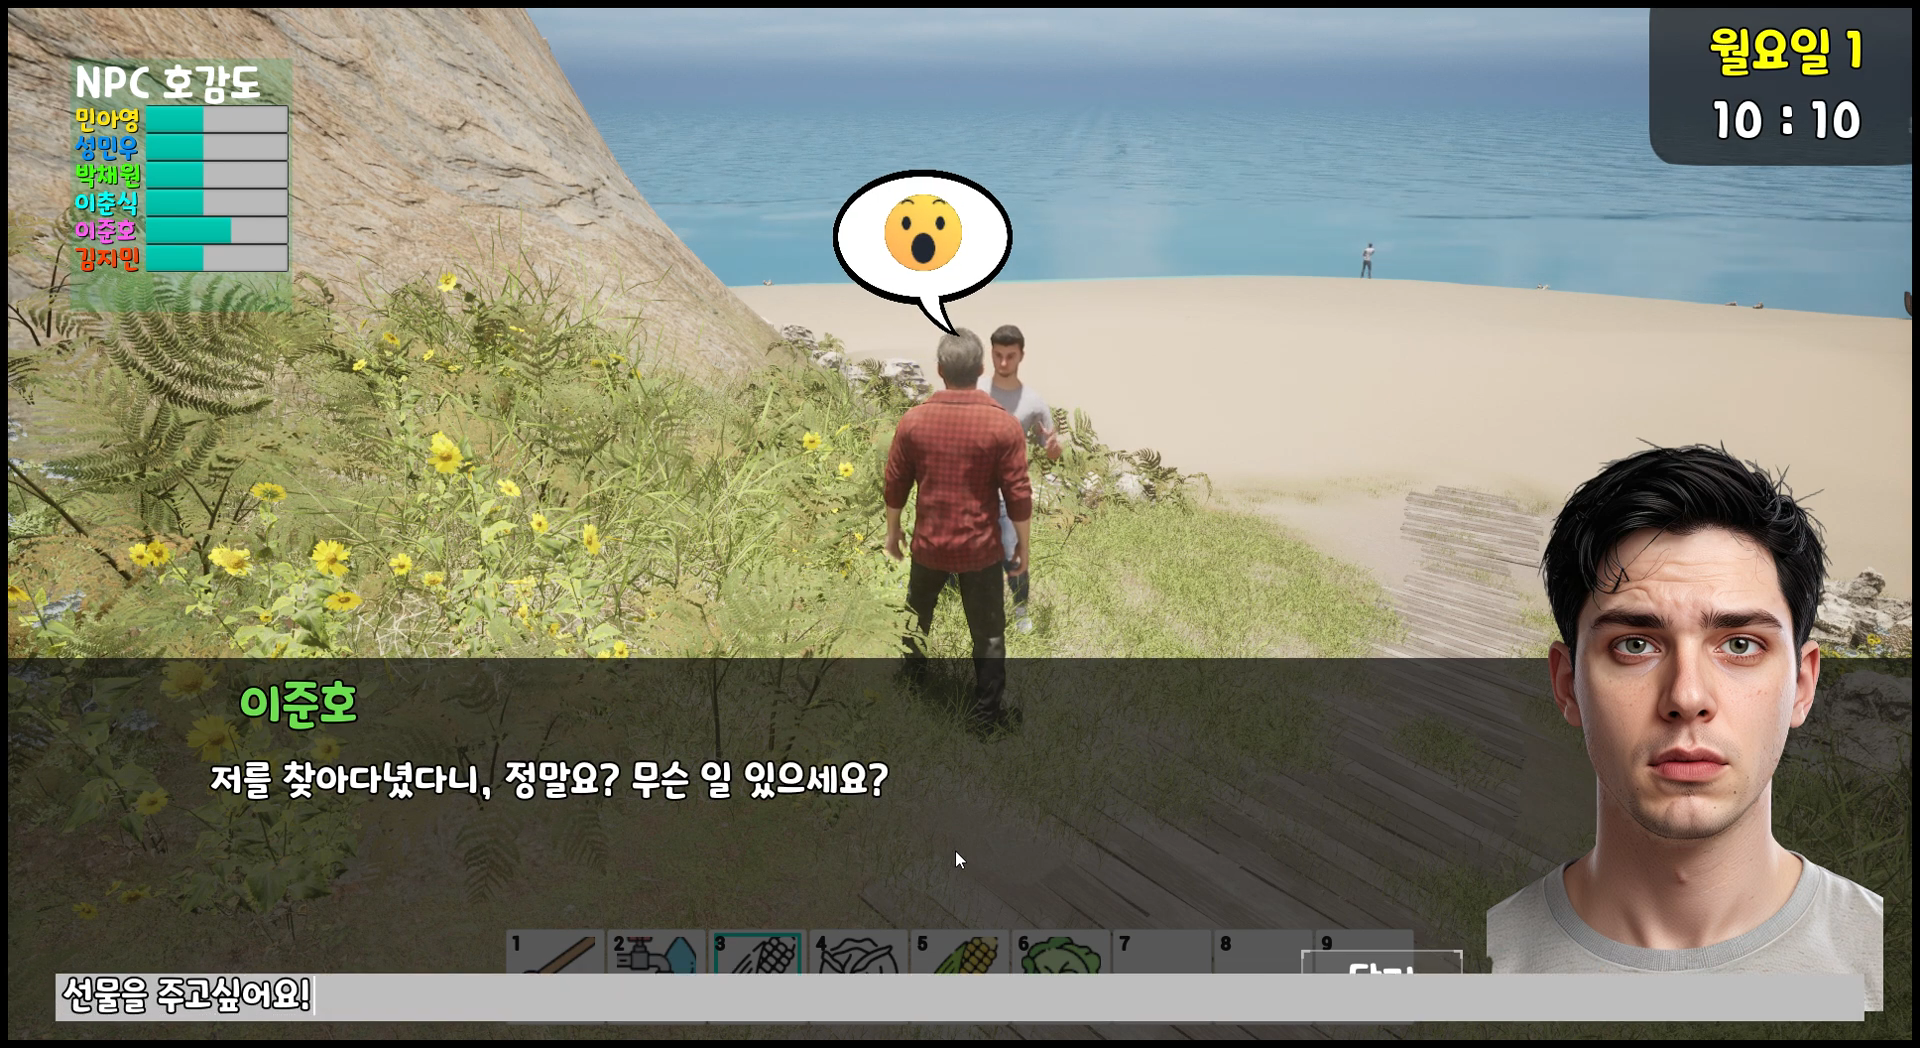 NPC 호감도
민아영
성민우
박채원
이춘식
이준호
김지민
월요일 1
10 : 10
이준호
저를 찾아다녔다니, 정말요? 무슨 일 있으세요?
1 2 3 4 5 6 7 8 9
선물을 주고싶어요!